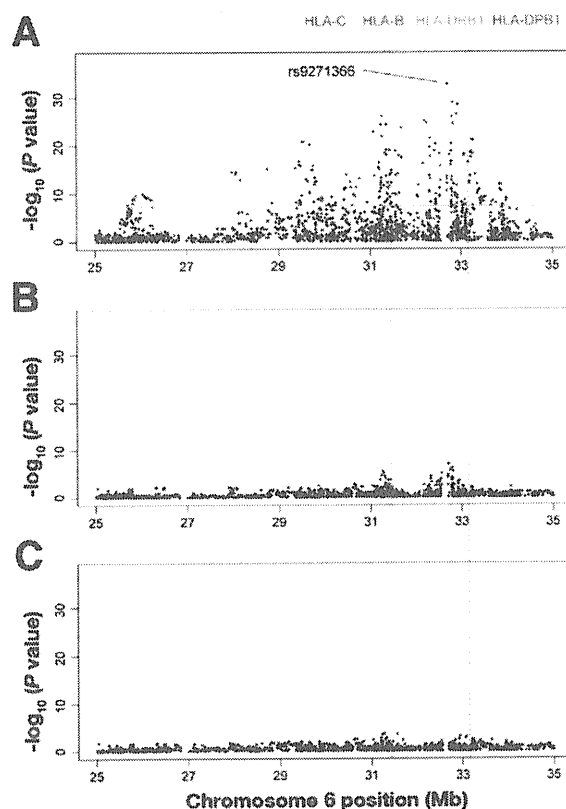 HLA-C HLA-B HLA-DRB1 HLA-DPB1
A
rs9271366
-log10 (P value)
0 10 20 30
25 27 29 31 33 35
B
-log10 (P value)
0 10 20 30
25 27 29 31 33 35
C
-log10 (P value)
0 10 20 30
25 27 29 31 33 35
Chromosome 6 position (Mb)